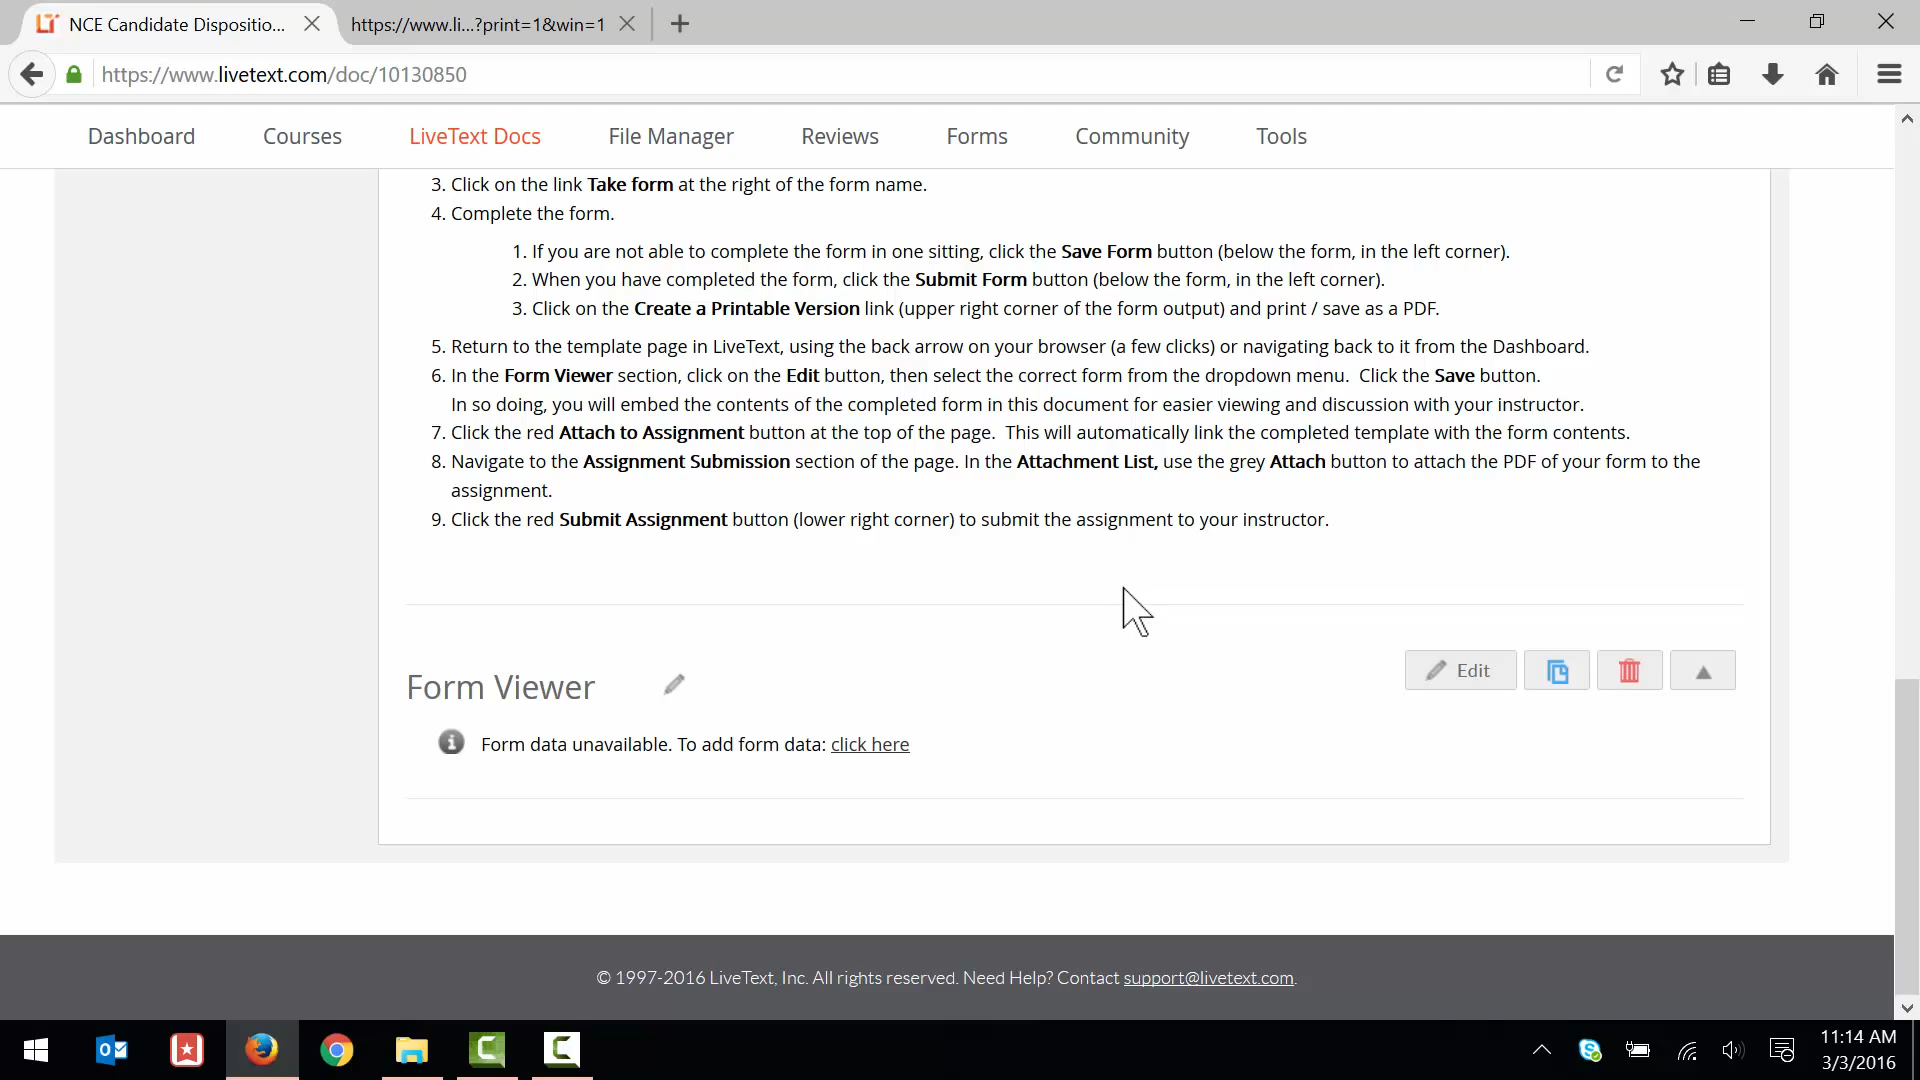 NCE Candidate Dispositio...
https://www.li...?print=1&win=1
https://www.livetext.com/doc/10130850
Dashboard
Courses
LiveText Docs
File Manager
Reviews
Forms
Community
Tools
3. Click on the link Take form at the right of the form name.
4. Complete the form.
1. If you are not able to complete the form in one sitting, click the Save Form button (below the form, in the left corner).
2. When you have completed the form, click the Submit Form button (below the form, in the left corner).
3. Click on the Create a Printable Version link (upper right corner of the form output) and print / save as a PDF.
5. Return to the template page in LiveText, using the back arrow on your browser (a few clicks) or navigating back to it from the Dashboard.
6. In the Form Viewer section, click on the Edit button, then select the correct form from the dropdown menu.  Click the Save button.
In so doing, you will embed the contents of the completed form in this document for easier viewing and discussion with your instructor.
7. Click the red Attach to Assignment button at the top of the page.  This will automatically link the completed template with the form contents.
8. Navigate to the Assignment Submission section of the page. In the Attachment List, use the grey Attach button to attach the PDF of your form to the
assignment.
9. Click the red Submit Assignment button (lower right corner) to submit the assignment to your instructor.
Edit
Form Viewer
Form data unavailable. To add form data: click here
© 1997-2016 LiveText, Inc. All rights reserved. Need Help? Contact support@livetext.com.
11:14 AM
3/3/2016